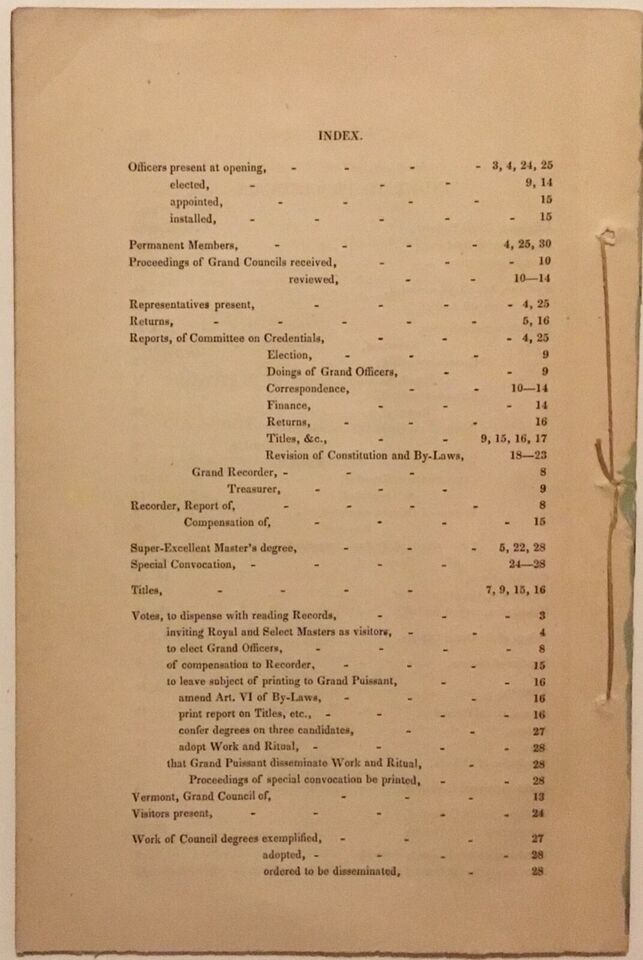 INDEX.
Officers present at opening, - - - - 3, 4, 24, 25
elected, - - - 9, 14
appointed, - - - - 15
installed, - - - - - 15
Permanent Members, - - - - 4, 25, 30
Proceedings of Grand Councils received, - - - 10
reviewed, - - 10—14
Representatives present, - - - - 4, 25
Returns, - - - - - 5, 16
Reports, of Committee on Credentials, - - - 4, 25
Election, - - - 9
Doings of Grand Officers, - - 9
Correspondence, - - 10—14
Finance, - - - 14
Returns, - - - 16
Titles, &c., - - 9, 15, 16, 17
Revision of Constitution and By-Laws, 18—23
Grand Recorder, - - - 8
Treasurer, - - - 9
Recorder, Report of, - - - - 8
Compensation of, - - - - 15
Super-Excellent Master's degree, - - - 5, 22, 28
Special Convocation, - - - - 24—28
Titles, - - - - 7, 9, 15, 16
Votes, to dispense with reading Records, - - - 3
inviting Royal and Select Masters as visitors, - - 4
to elect Grand Officers, - - - - 8
of compensation to Recorder, - - - 15
to leave subject of printing to Grand Puissant, - - 16
amend Art. VI of By-Laws, - - - 16
print report on Titles, etc., - - - - 16
confer degrees on three candidates, - - 27
adopt Work and Ritual, - - - - 28
that Grand Puissant disseminate Work and Ritual, - 28
Proceedings of special convocation be printed, - - 28
Vermont, Grand Council of, - - - 13
Visitors present, - - - - - 24
Work of Council degrees exemplified, - - - 27
adopted, - - - - 28
ordered to be disseminated, - 28